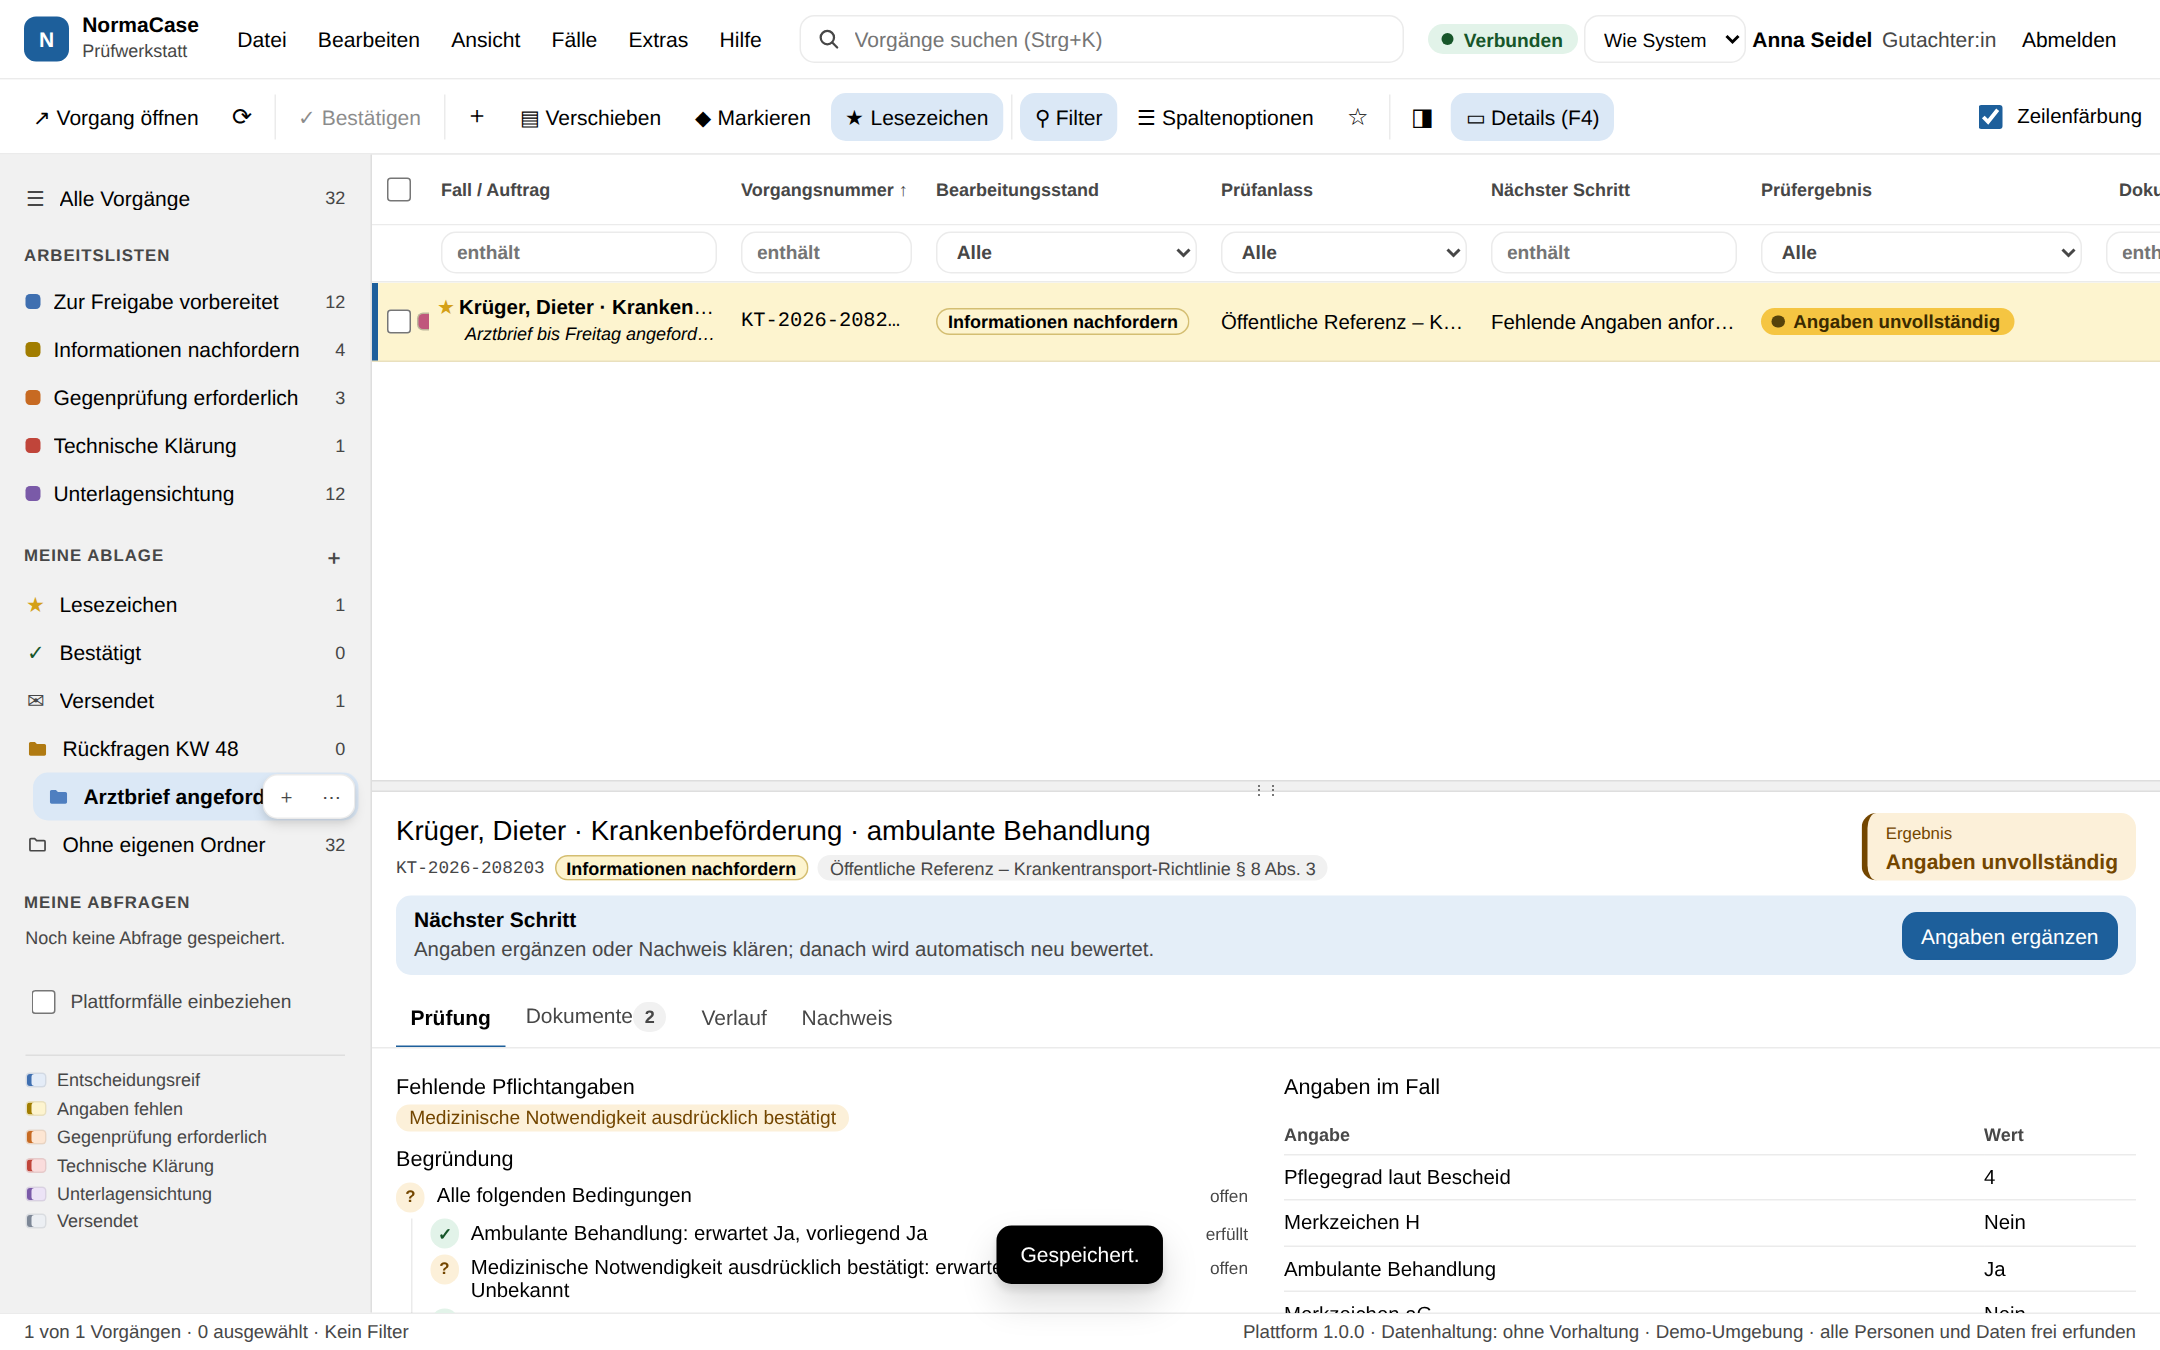 N
NormaCase
Prüfwerkstatt
Datei Bearbeiten Ansicht Fälle Extras Hilfe
Vorgänge suchen (Strg+K)
Verbunden
Wie System
Anna Seidel Gutachter:in Abmelden
↗ Vorgang öffnen ⟳ ✓ Bestätigen + ▤ Verschieben ◆ Markieren ★ Lesezeichen ⚲ Filter ☰ Spaltenoptionen ☆ ◨ ▭ Details (F4) Zeilenfärbung
☰ Alle Vorgänge 32
ARBEITSLISTEN
Zur Freigabe vorbereitet 12
Informationen nachfordern 4
Gegenprüfung erforderlich 3
Technische Klärung 1
Unterlagensichtung 12
MEINE ABLAGE +
★ Lesezeichen 1
✓ Bestätigt 0
✉ Versendet 1
Rückfragen KW 48 0
Arztbrief angeford + ⋯
Ohne eigenen Ordner 32
MEINE ABFRAGEN
Noch keine Abfrage gespeichert.
Plattformfälle einbeziehen
Entscheidungsreif
Angaben fehlen
Gegenprüfung erforderlich
Technische Klärung
Unterlagensichtung
Versendet
Fall / Auftrag Vorgangsnummer ↑ Bearbeitungsstand Prüfanlass Nächster Schritt Prüfergebnis Doku
enthält enthält Alle Alle enthält Alle enth
★ Krüger, Dieter · Kranken…
Arztbrief bis Freitag angeford…
KT-2026-2082… Informationen nachfordern Öffentliche Referenz – K… Fehlende Angaben anfor… Angaben unvollständig
Krüger, Dieter · Krankenbeförderung · ambulante Behandlung
KT-2026-208203 Informationen nachfordern Öffentliche Referenz – Krankentransport-Richtlinie § 8 Abs. 3
Ergebnis
Angaben unvollständig
Nächster Schritt
Angaben ergänzen oder Nachweis klären; danach wird automatisch neu bewertet.
Angaben ergänzen
Prüfung Dokumente 2 Verlauf Nachweis
Fehlende Pflichtangaben
Medizinische Notwendigkeit ausdrücklich bestätigt
Begründung
? Alle folgenden Bedingungen offen
✓ Ambulante Behandlung: erwartet Ja, vorliegend Ja erfüllt
? Medizinische Notwendigkeit ausdrücklich bestätigt: erwarte offen
Unbekannt
Angaben im Fall
Angabe Wert
Pflegegrad laut Bescheid 4
Merkzeichen H Nein
Ambulante Behandlung Ja
Merkzeichen aG Nein
Gespeichert.
1 von 1 Vorgängen · 0 ausgewählt · Kein Filter
Plattform 1.0.0 · Datenhaltung: ohne Vorhaltung · Demo-Umgebung · alle Personen und Daten frei erfunden